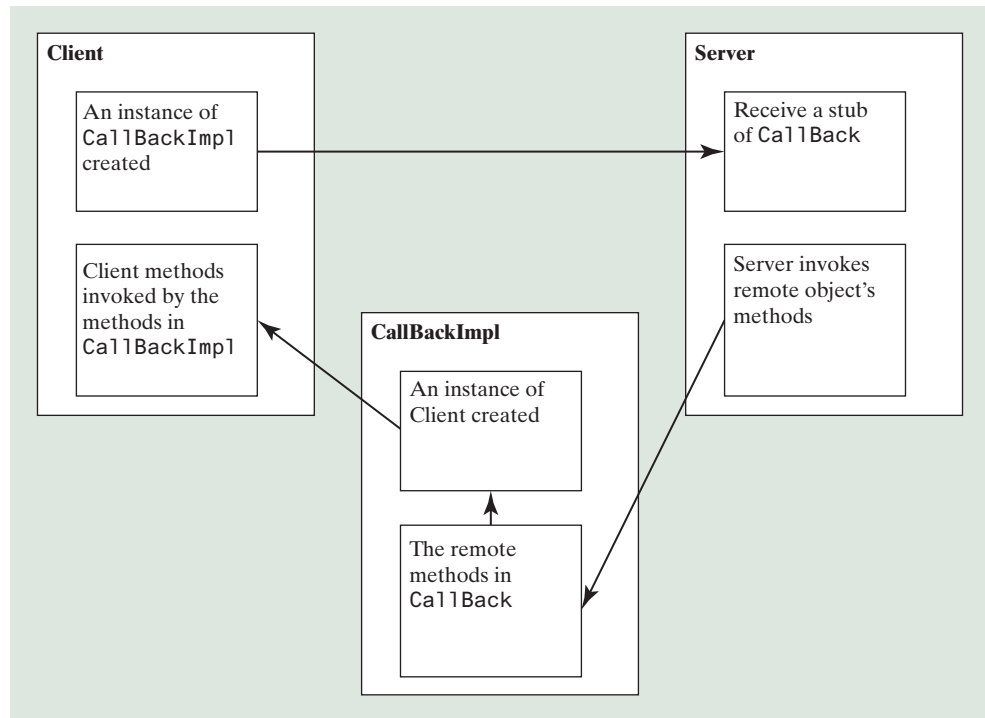 Client
An instance of
CallBackImpl
created
Client methods
invoked by the
methods in
CallBackImpl
Server
Receive a stub
of CallBack
Server invokes
remote object's
methods
CallBackImpl
An instance of
Client created
The remote
methods in
CallBack